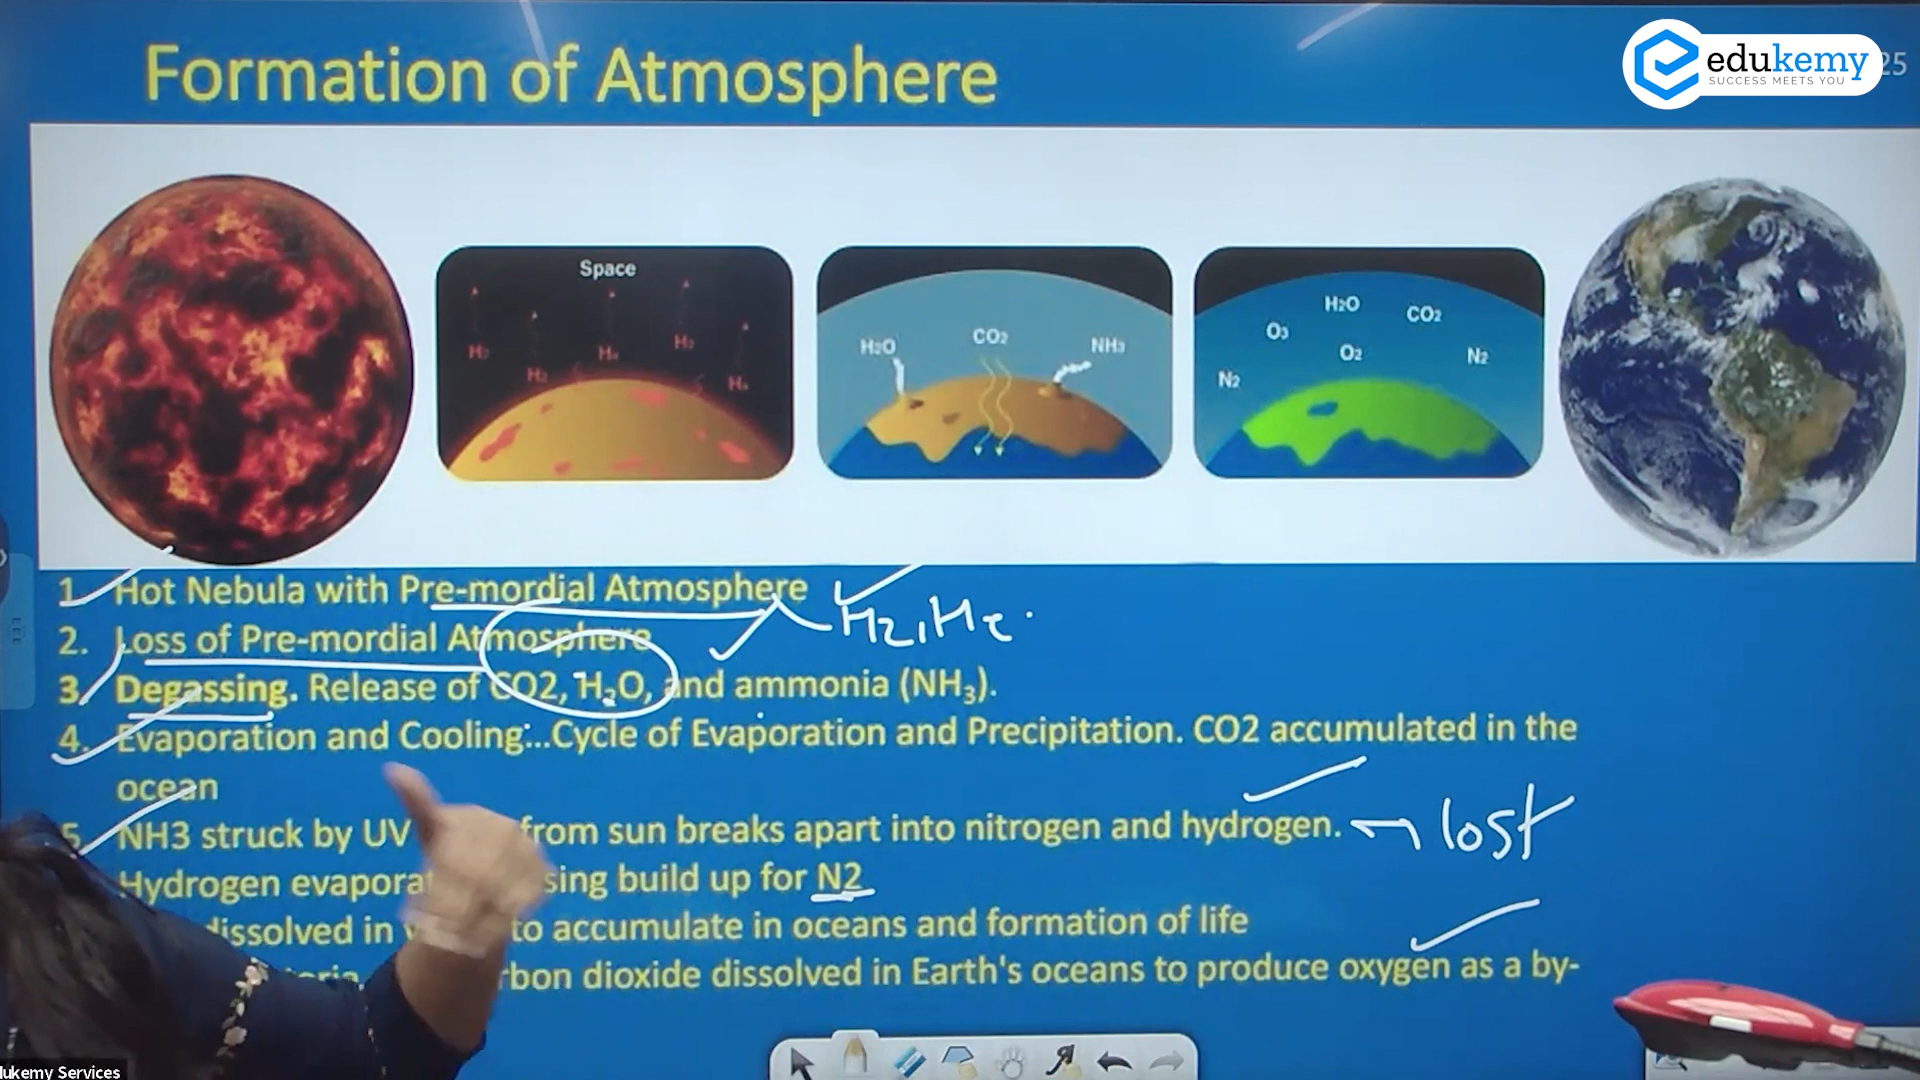 Formation of Atmosphere
edukemy
SUCCESS MEETS YOU
25
Space
H2
H2
H2
H2
H2O
CO2
NH3
H2O
CO2
O3
O2
N2
N2
1. Hot Nebula with Pre-mordial Atmosphere
H2, He.
2. Loss of Pre-mordial Atmosphere
3. Degassing. Release of CO2, H2O, and ammonia (NH3).
4. Evaporation and Cooling:..Cycle of Evaporation and Precipitation. CO2 accumulated in the
ocean
5. NH3 struck by UV from sun breaks apart into nitrogen and hydrogen. lost
Hydrogen build up for N2
dissolved in to accumulate in oceans and formation of life
dioxide dissolved in Earth's oceans to produce oxygen as a by-
Services